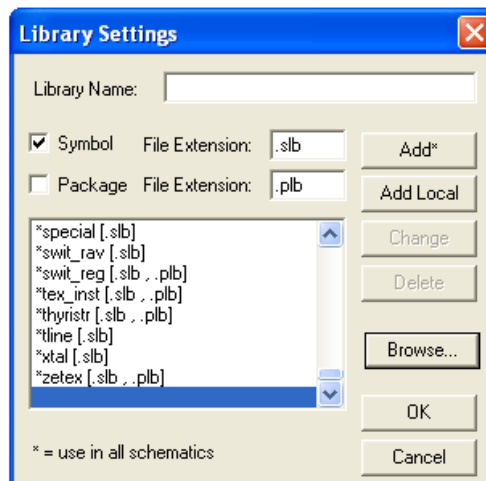 Library Settings
Library Name:
Symbol File Extension: .slb
Add*
Package File Extension: .plb
Add Local
*special [.slb]
*swit_rav [.slb]
*swit_reg [.slb , .plb]
*tex_inst [.slb , .plb]
*thyristr [.slb , .plb]
*tline [.slb]
*xtal [.slb]
*zetex [.slb , .plb]
Change
Delete
Browse...
OK
* = use in all schematics
Cancel